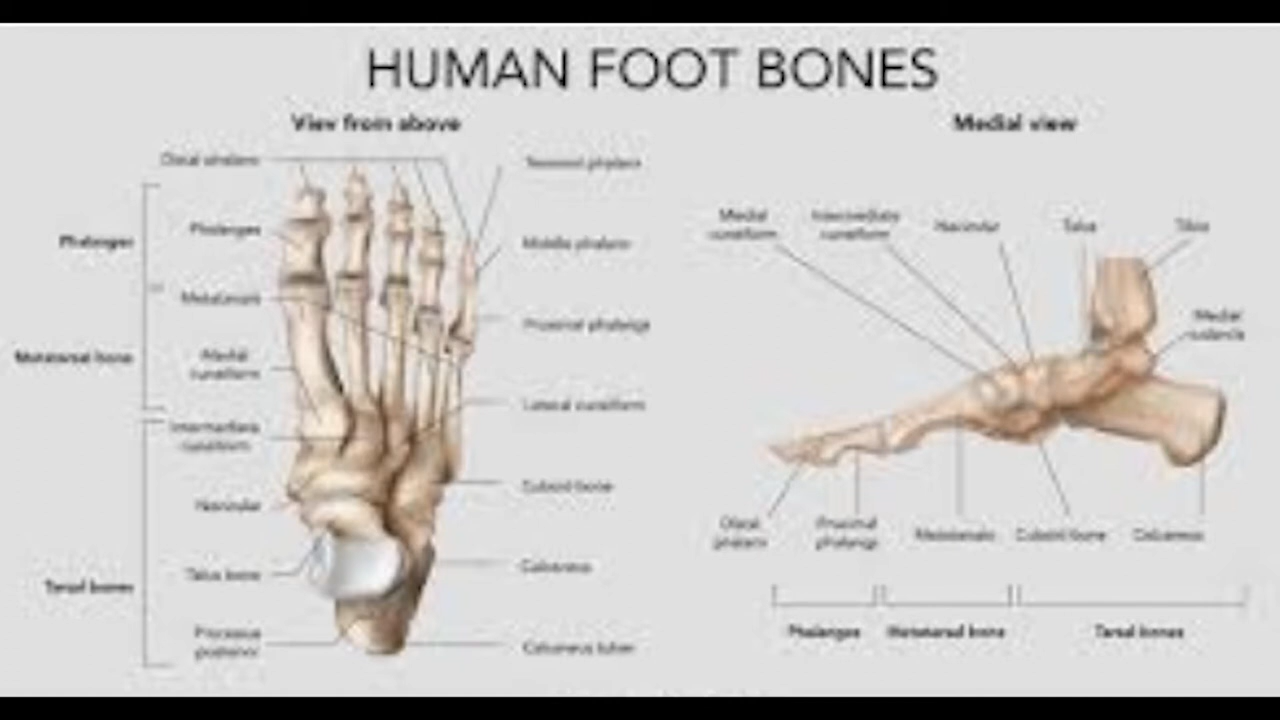 HUMAN FOOT BONES
View from above
Medial view
Distal phalanx
Phalanges
Phalanges
Metatarsals
Metatarsal bone
Medial
cuneiform
Intermediate
cuneiform
Navicular
Talus bone
Tarsal bones
Processus
posterior
Middle phalanx
Proximal phalange
Lateral cuneiform
Cuboid bone
Calcaneus
Calcaneus tuber
Medial
cuneiform
Intermediate
cuneiform
Navicular
Talus
Tibia
Medial
Distal
phalanx
Proximal
phalange
Metatarsals
Cuboid bone
Calcaneus
Phalanges
Metatarsal bone
Tarsal bones